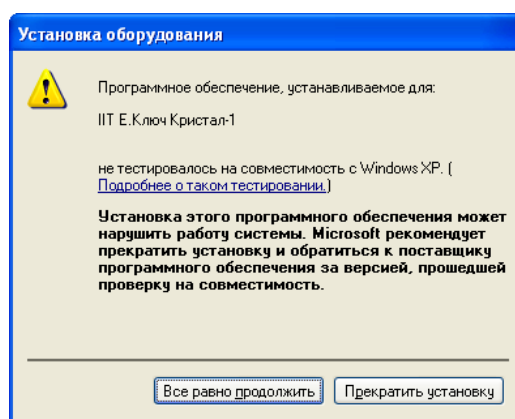 Установка оборудования
Программное обеспечение, устанавливаемое для:
IIT Е.Ключ Кристал-1
не тестировалось на совместимость с Windows XP. (
Подробнее о таком тестировании.)
Установка этого программного обеспечения может
нарушить работу системы. Microsoft рекомендует
прекратить установку и обратиться к поставщику
программного обеспечения за версией, прошедшей
проверку на совместимость.
Все равно продолжить
Прекратить установку